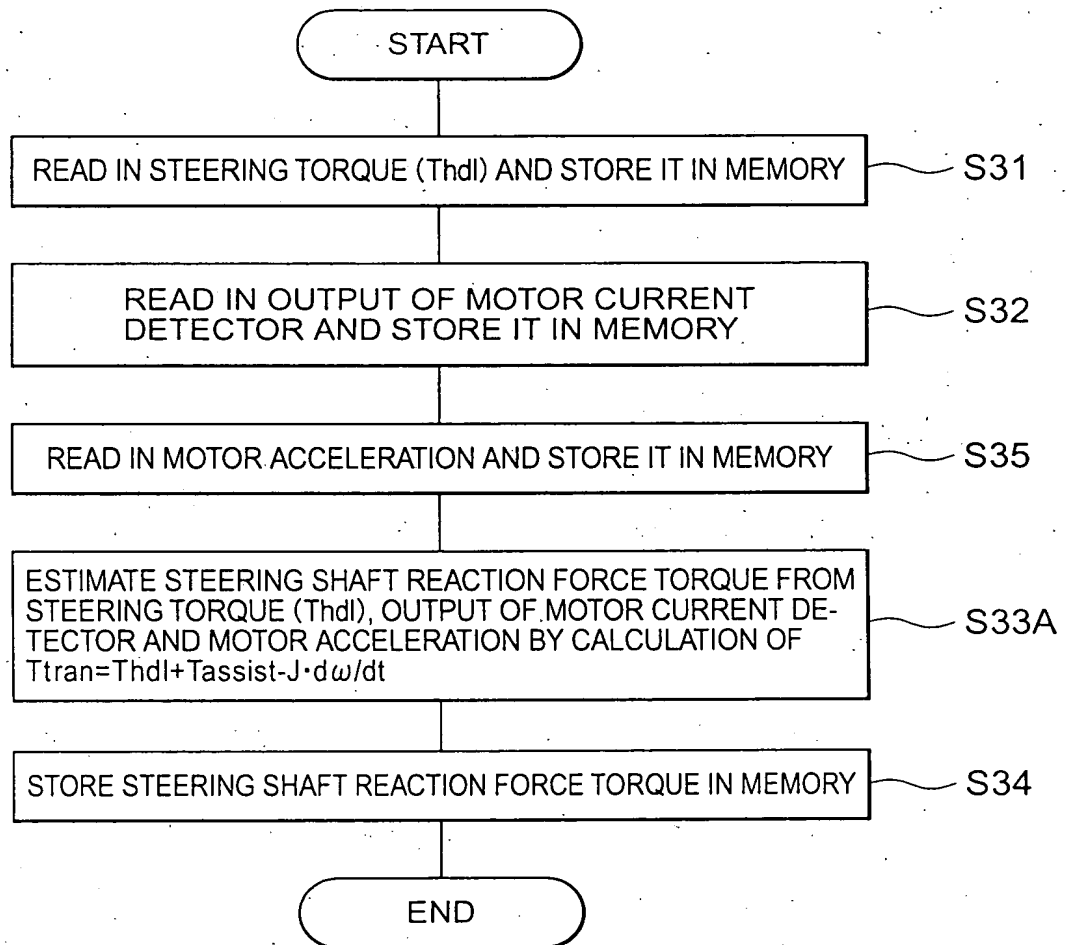 START
READ IN STEERING TORQUE (Thdl) AND STORE IT IN MEMORY
S31
READ IN OUTPUT OF MOTOR CURRENT
DETECTOR AND STORE IT IN MEMORY
S32
READ IN MOTOR ACCELERATION AND STORE IT IN MEMORY
S35
ESTIMATE STEERING SHAFT REACTION FORCE TORQUE FROM
STEERING TORQUE (Thdl), OUTPUT OF MOTOR CURRENT DE-
TECTOR AND MOTOR ACCELERATION BY CALCULATION OF
Ttran=Thdl+Tassist-J·dω/dt
S33A
STORE STEERING SHAFT REACTION FORCE TORQUE IN MEMORY
S34
END